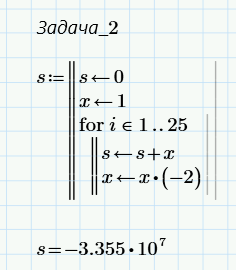 Задача_2
s:= s←0
x←1
for i ∈ 1..25
s←s+x
x←x•(-2)
s=-3.355•10⁷